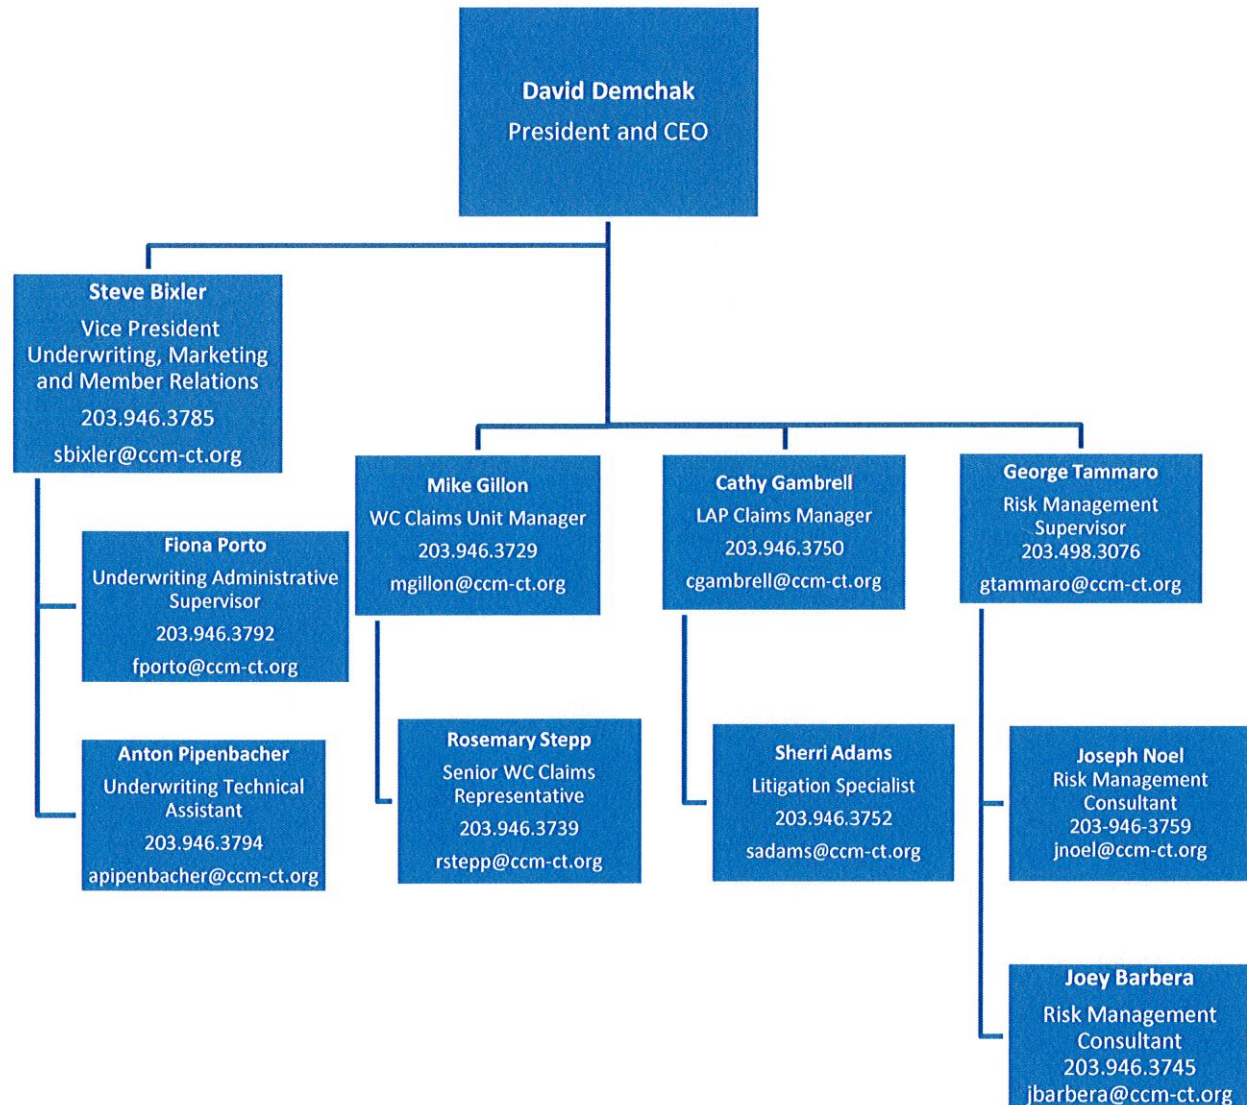 David Demchak
President and CEO
Steve Bixler
Vice President
Underwriting, Marketing
and Member Relations
203.946.3785
sbixler@ccm-ct.org
Fiona Porto
Underwriting Administrative
Supervisor
203.946.3792
fporto@ccm-ct.org
Anton Pipenbacher
Underwriting Technical
Assistant
203.946.3794
apipenbacher@ccm-ct.org
Mike Gillon
WC Claims Unit Manager
203.946.3729
mgillon@ccm-ct.org
Rosemary Stepp
Senior WC Claims
Representative
203.946.3739
rstepp@ccm-ct.org
Cathy Gambrell
LAP Claims Manager
203.946.3750
cgambrell@ccm-ct.org
Sherri Adams
Litigation Specialist
203.946.3752
sadams@ccm-ct.org
George Tammaro
Risk Management
Supervisor
203.498.3076
gtammaro@ccm-ct.org
Joseph Noel
Risk Management
Consultant
203-946-3759
jnoel@ccm-ct.org
Joey Barbera
Risk Management
Consultant
203.946.3745
jbarbera@ccm-ct.org